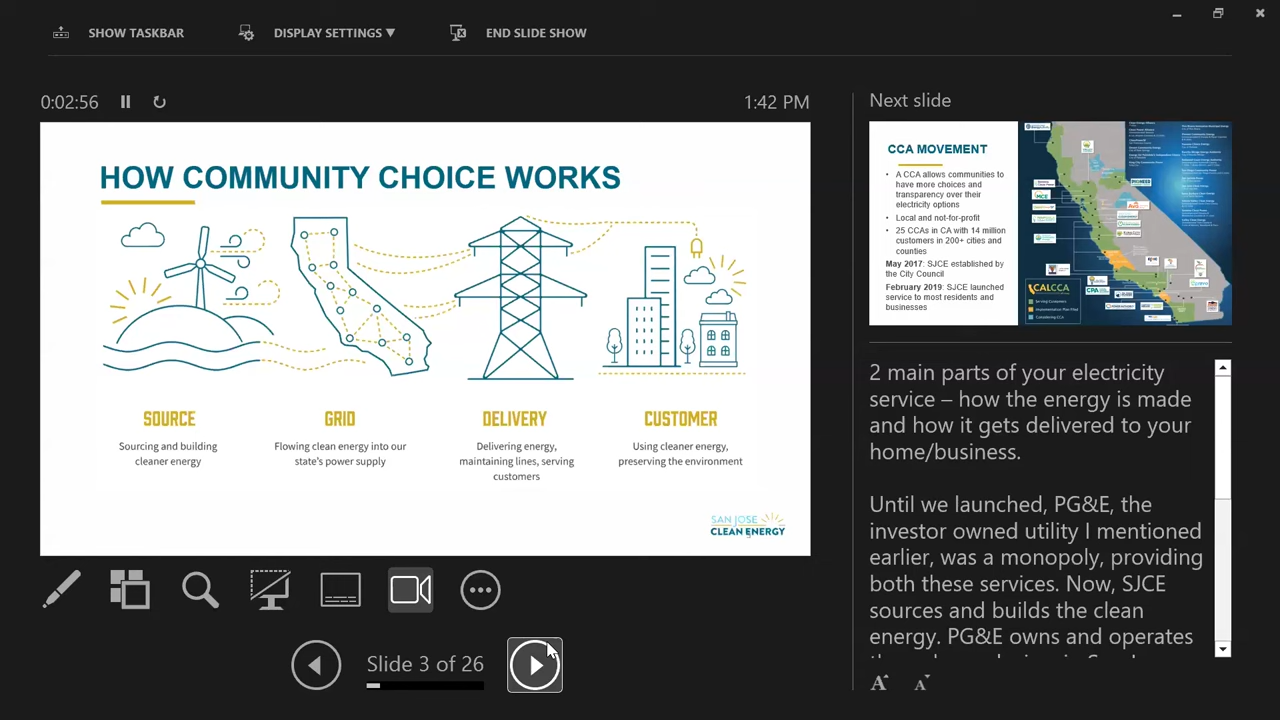 SHOW TASKBAR
DISPLAY SETTINGS ▼
END SLIDE SHOW
0:02:56
1:42 PM
HOW COMMUNITY CHOICE WORKS
SOURCE
Sourcing and building
cleaner energy
GRID
Flowing clean energy into our
state's power supply
DELIVERY
Delivering energy,
maintaining lines, serving
customers
CUSTOMER
Using cleaner energy,
preserving the environment
SAN JOSE
CLEAN ENERGY
Slide 3 of 26
Next slide
CCA MOVEMENT
• A CCA allows communities to
have more choices and
transparency over their
electricity options
• Local and not-for-profit
• 25 CCAs in CA with 14 million
customers in 200+ cities and
counties
May 2017: SJCE established by
the City Council
February 2019: SJCE launched
service to most residents and
businesses
MCE
PIONEER
CALCCA
CPA
2 main parts of your electricity
service – how the energy is made
and how it gets delivered to your
home/business.
Until we launched, PG&E, the
investor owned utility I mentioned
earlier, was a monopoly, providing
both these services. Now, SJCE
sources and builds the clean
energy. PG&E owns and operates
A
A